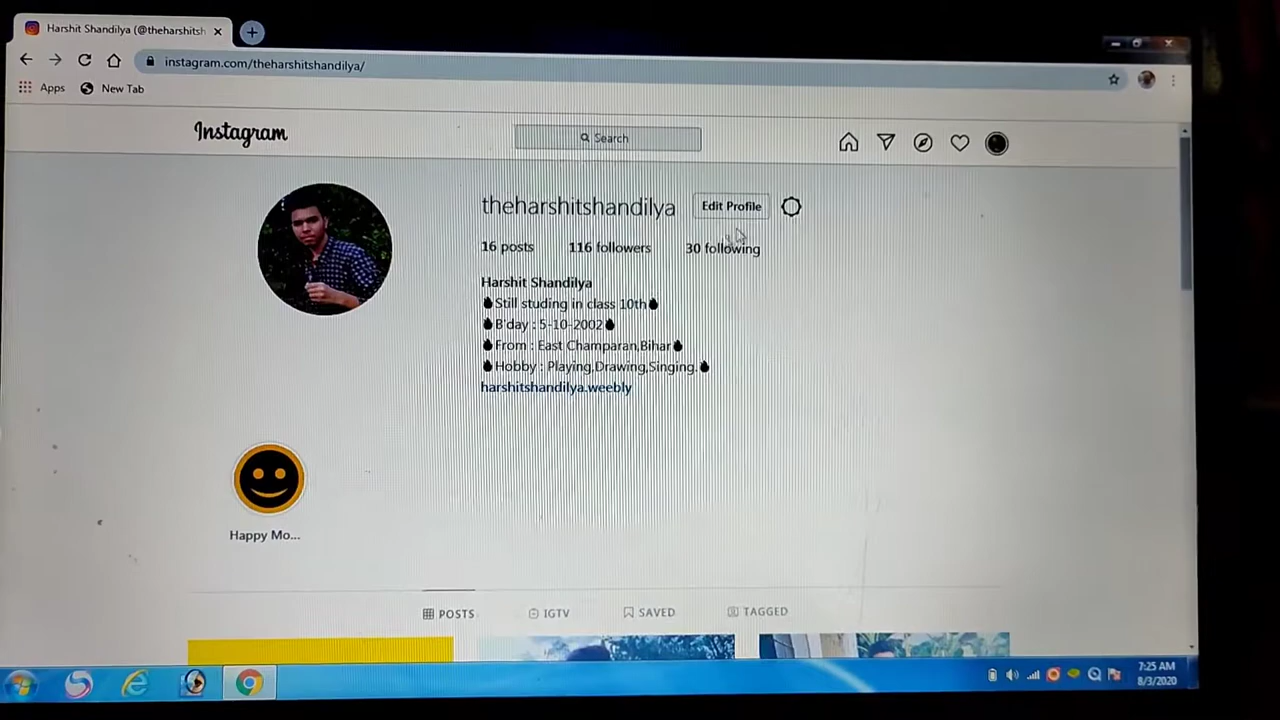 Harshit Shandilya (@theharshitsh
instagram.com/theharshitshandilya/
Apps New Tab
Instagram
Search
theharshitshandilya Edit Profile
16 posts 116 followers 30 following
Harshit Shandilya
Still studing in class 10th
B'day : 5-10-2002
From : East Champaran,Bihar
Hobby : Playing,Drawing,Singing.
harshitshandilya.weebly
Happy Mo...
POSTS IGTV SAVED TAGGED
7:25 AM
8/3/2020